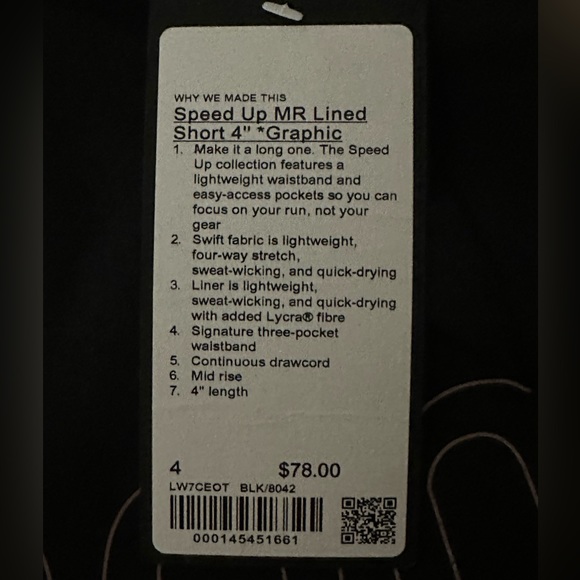 WHY WE MADE THIS
Speed Up MR Lined
Short 4" *Graphic
1. Make it a long one. The Speed
Up collection features a
lightweight waistband and
easy-access pockets so you can
focus on your run, not your
gear
2. Swift fabric is lightweight,
four-way stretch,
sweat-wicking, and quick-drying
3. Liner is lightweight,
sweat-wicking, and quick-drying
with added Lycra® fibre
4. Signature three-pocket
waistband
5. Continuous drawcord
6. Mid rise
7. 4" length
4 $78.00
LW7CEOT BLK/8042
000145451661